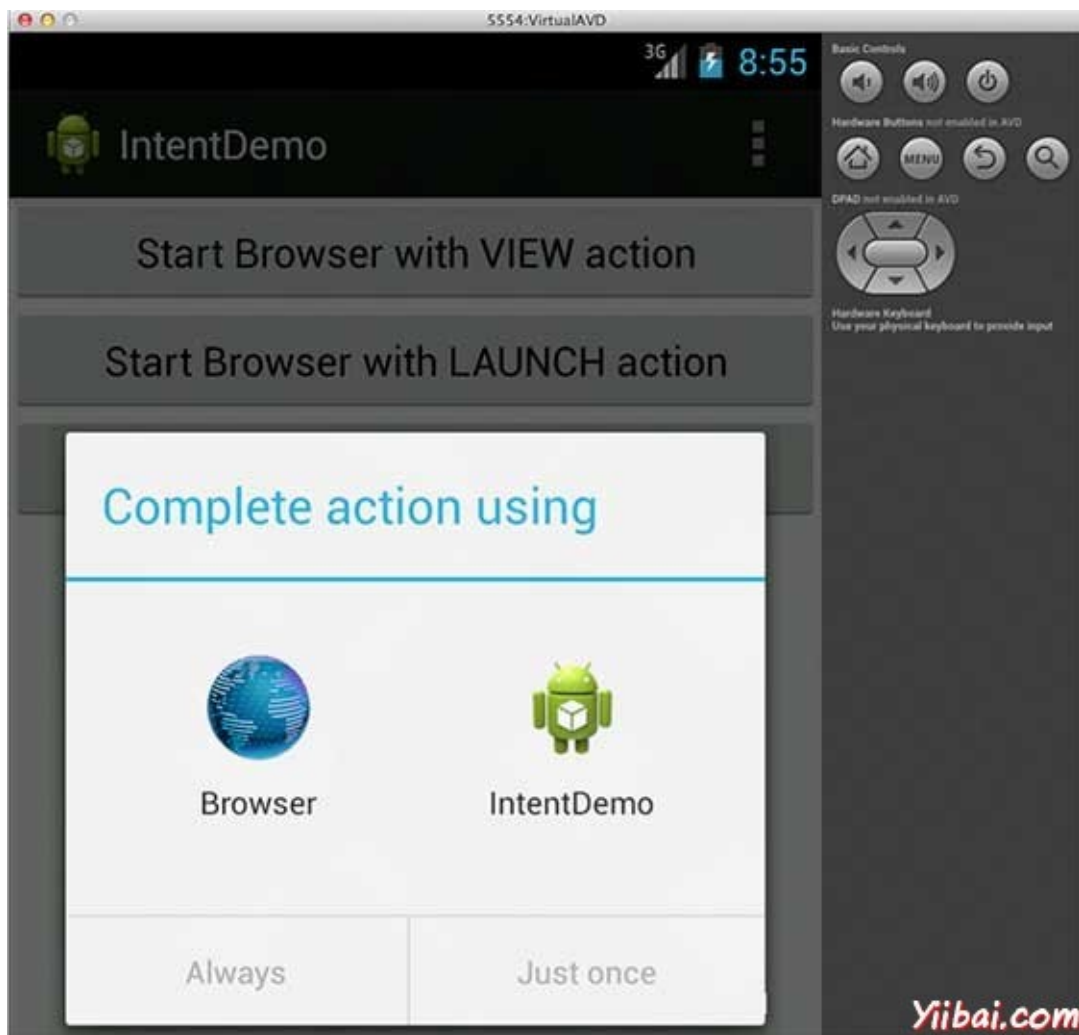 5554:VirtualAVD
3G 8:55
IntentDemo
Start Browser with VIEW action
Start Browser with LAUNCH action
Complete action using
Browser
IntentDemo
Always
Just once
Basic Controls
Hardware Buttons not enabled in AVD
MENU
DPAD not enabled in AVD
Hardware Keyboard
Use your physical keyboard to provide input
Yiibai.com